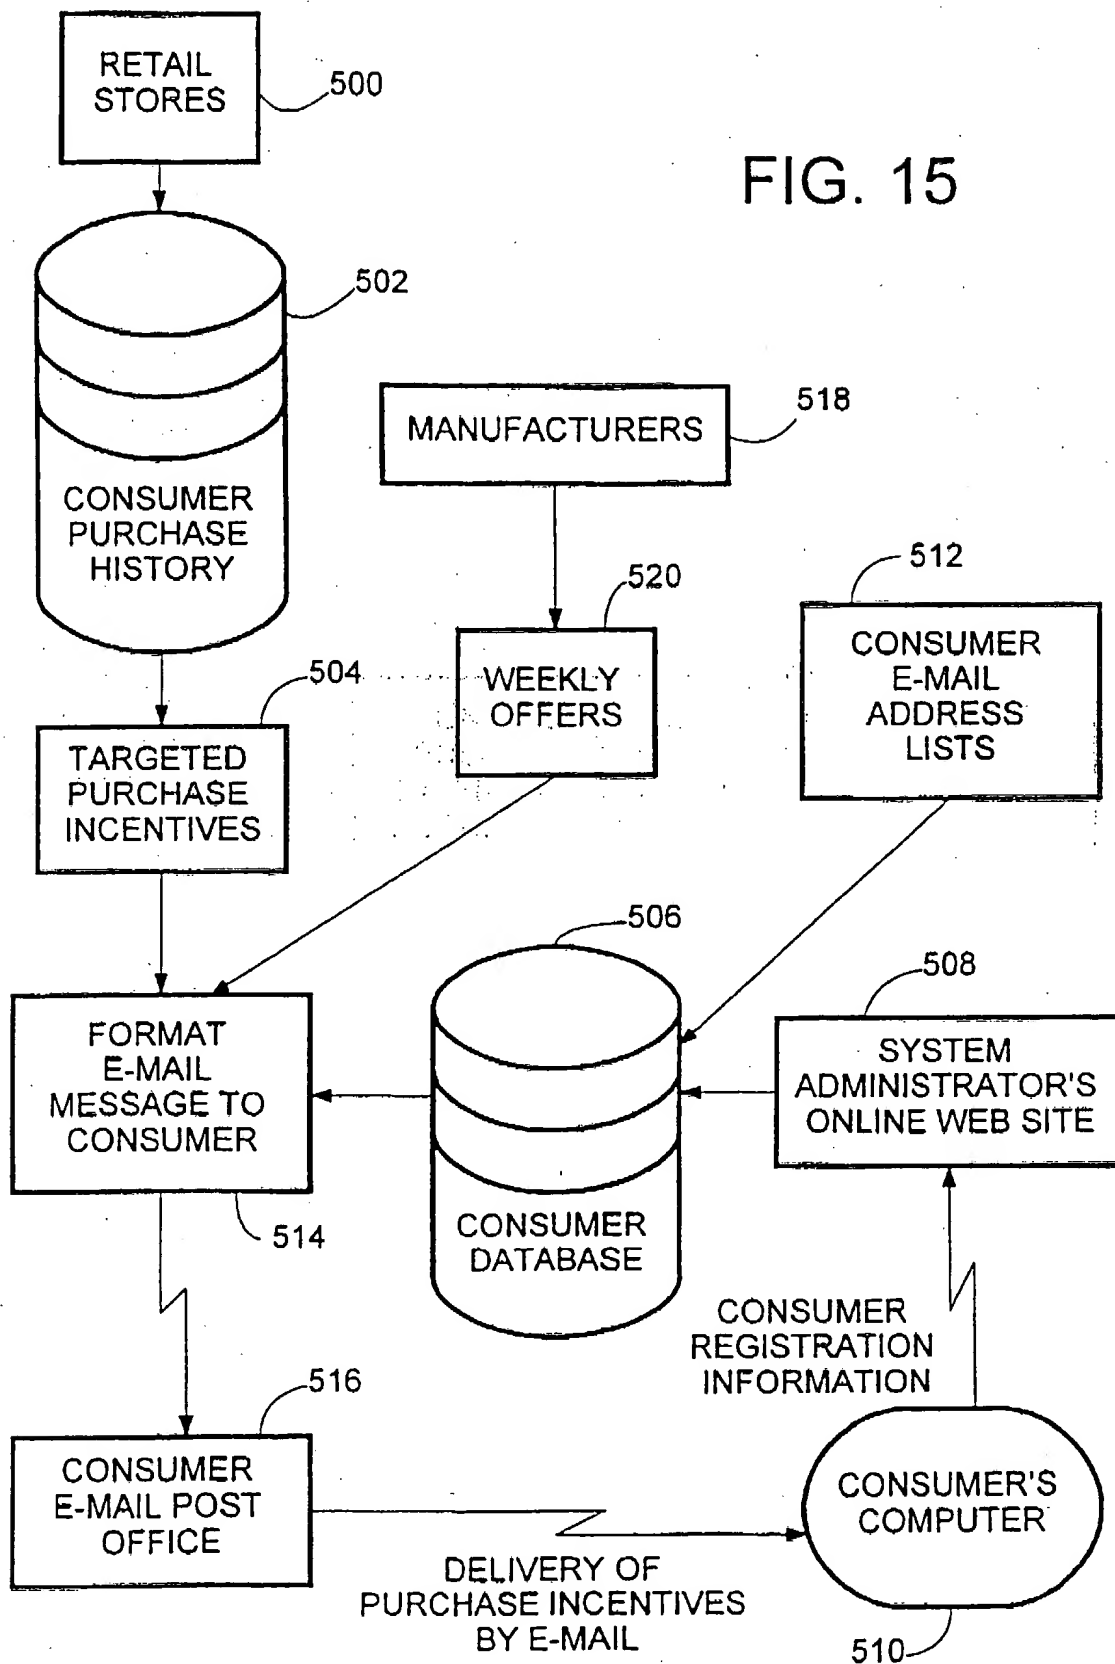 RETAIL
STORES
500
FIG. 15
502
CONSUMER
PURCHASE
HISTORY
MANUFACTURERS
518
504
TARGETED
PURCHASE
INCENTIVES
520
WEEKLY
OFFERS
512
CONSUMER
E-MAIL
ADDRESS
LISTS
506
CONSUMER
DATABASE
508
SYSTEM
ADMINISTRATOR'S
ONLINE WEB SITE
FORMAT
E-MAIL
MESSAGE TO
CONSUMER
514
CONSUMER
REGISTRATION
INFORMATION
516
CONSUMER
E-MAIL POST
OFFICE
DELIVERY OF
PURCHASE INCENTIVES
BY E-MAIL
CONSUMER'S
COMPUTER
510